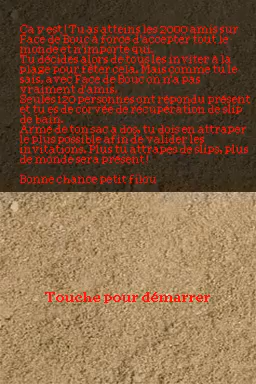 Ca y est ! Tu as atteins les 2000 amis sur
Face de Bouc à force d'accepter tout le
monde et n'importe qui.
Tu décides alors de tous les inviter à la
plage pour fêter cela. Mais comme tu le
sais, avec Face de Bouc on n'a pas
vraiment d'amis.
Seules 120 personnes ont répondu présent
et tu es de corvée de récupération de slip
de bain.
Armé de ton sac à dos, tu dois en attraper
le plus possible afin de valider les
invitations. Plus tu attrapes de slips, plus
de monde sera présent !
Bonne chance petit filou
Touche pour démarrer